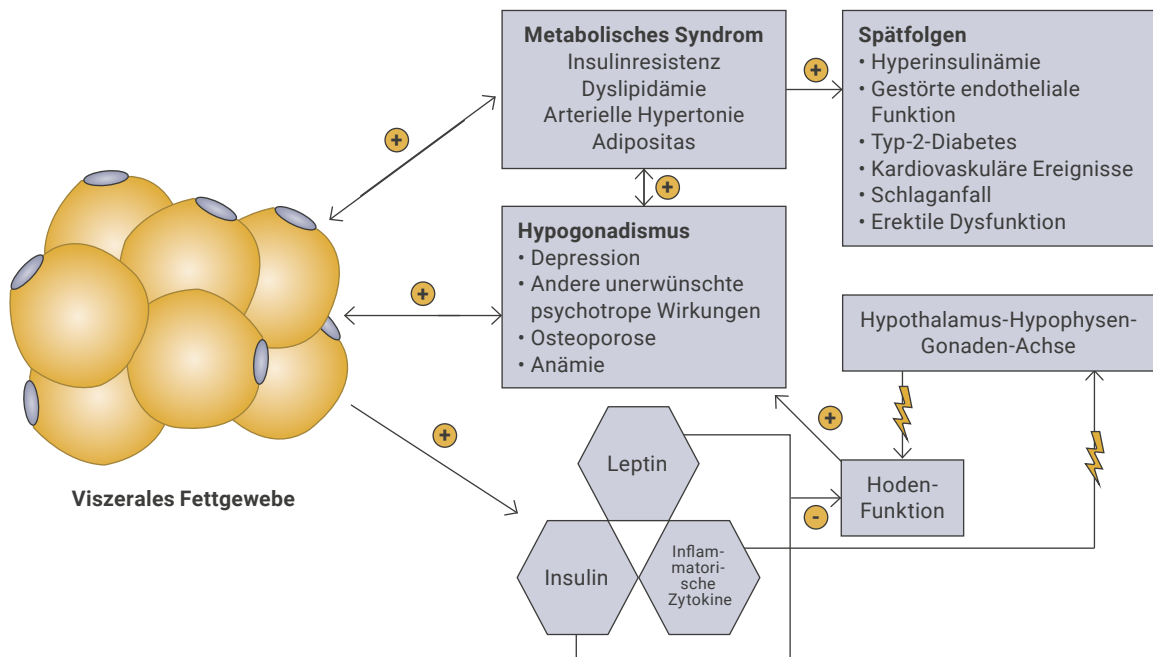 Metabolisches Syndrom
Insulinresistenz
Dyslipidämie
Arterielle Hypertonie
Adipositas
+
Spätfolgen
• Hyperinsulinämie
• Gestörte endotheliale
Funktion
• Typ-2-Diabetes
• Kardiovaskuläre Ereignisse
• Schlaganfall
• Erektile Dysfunktion
+
+
Hypogonadismus
• Depression
• Andere unerwünschte
psychotrope Wirkungen
• Osteoporose
• Anämie
+
Hypothalamus-Hypophysen-
Gonaden-Achse
+
+
Viszerales Fettgewebe
Leptin
Hoden-
Funktion
-
Insulin
Inflam-
matori-
sche
Zytokine